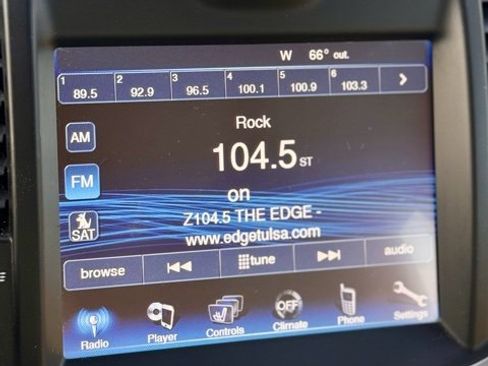 W 66° out.
1 2 3 4 5 6
89.5 92.9 96.5 100.1 100.9 103.3
Rock
AM
104.5 ST
FM
on
Z104.5 THE EDGE -
SAT
www.edgetulsa.com
browse tune audio
OFF
Radio Player Controls Climate Phone Settings